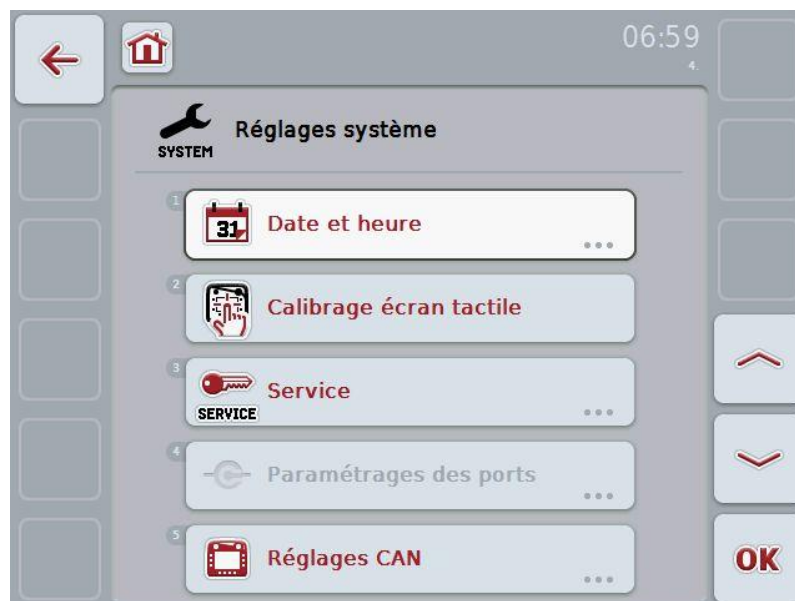 06:59
4.
Réglages système
SYSTEM
1
31
Date et heure
2
Calibrage écran tactile
3
Service
SERVICE
4
Paramétrages des ports
5
Réglages CAN
OK